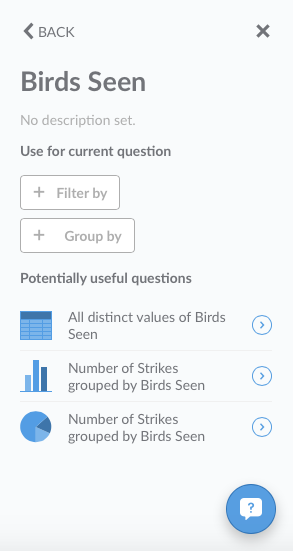 BACK
Birds Seen
No description set.
Use for current question
+ Filter by
+ Group by
Potentially useful questions
All distinct values of Birds
Seen
Number of Strikes
grouped by Birds Seen
Number of Strikes
grouped by Birds Seen
?